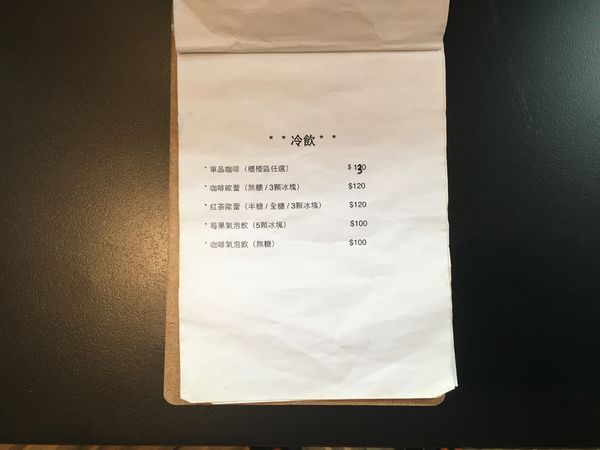 * * 冷飲 * *
* 單品咖啡（櫃檯區任選） $130
* 咖啡歐蕾（無糖 / 3顆冰塊） $120
* 紅茶歐蕾（半糖 / 全糖 / 3顆冰塊） $120
* 莓果氣泡飲（5顆冰塊） $100
* 咖啡氣泡飲（無糖） $100